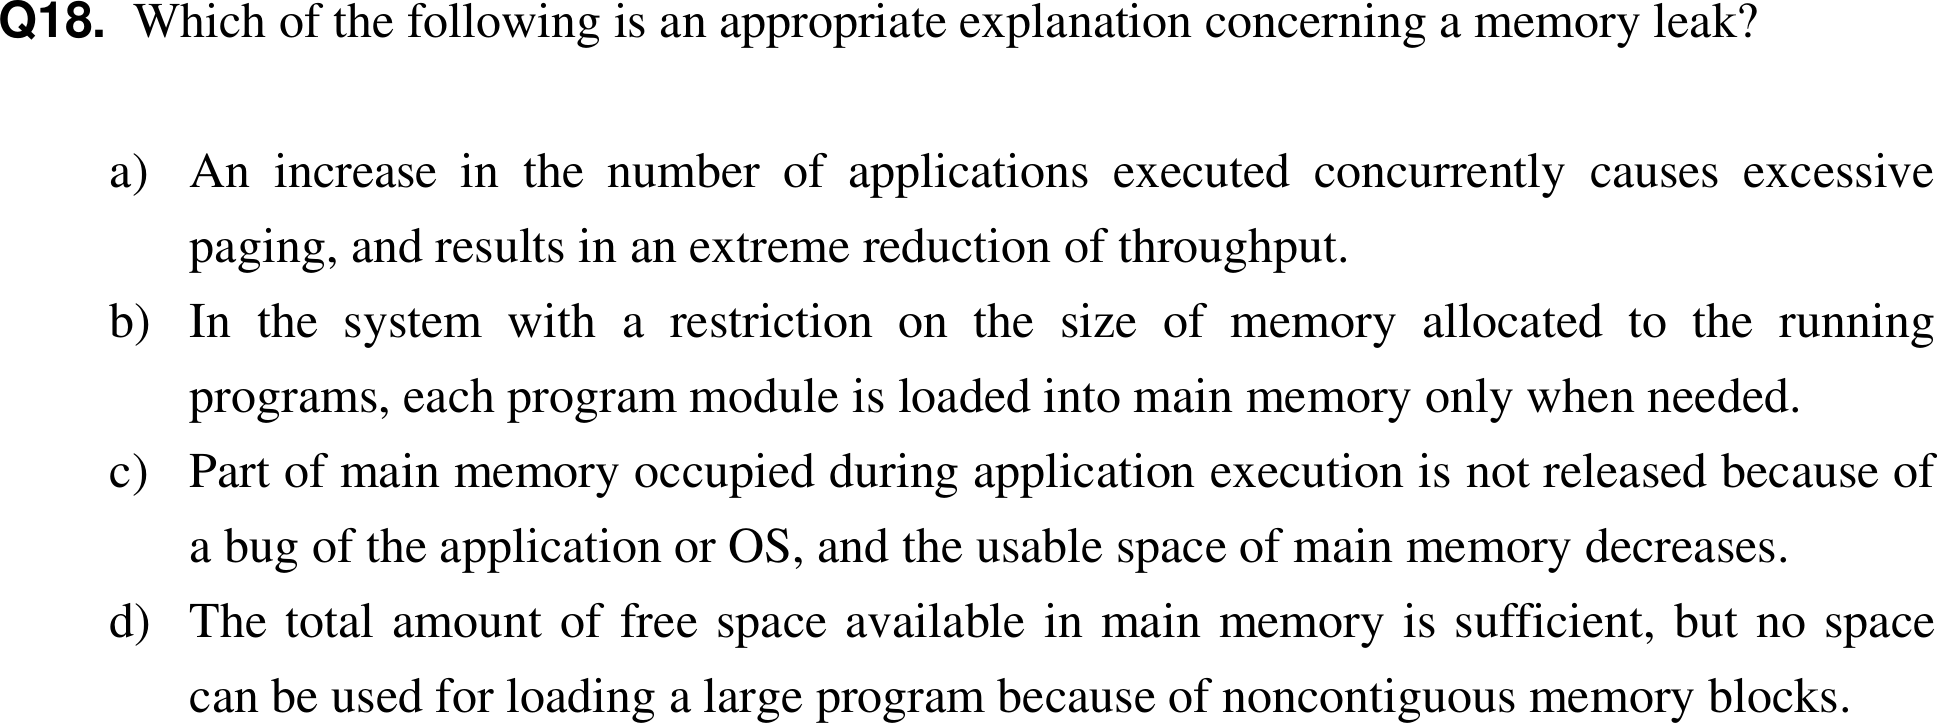 Q18. Which of the following is an appropriate explanation concerning a memory leak?
a) An increase in the number of applications executed concurrently causes excessive
paging, and results in an extreme reduction of throughput.
b) In the system with a restriction on the size of memory allocated to the running
programs, each program module is loaded into main memory only when needed.
c) Part of main memory occupied during application execution is not released because of
a bug of the application or OS, and the usable space of main memory decreases.
d) The total amount of free space available in main memory is sufficient, but no space
can be used for loading a large program because of noncontiguous memory blocks.